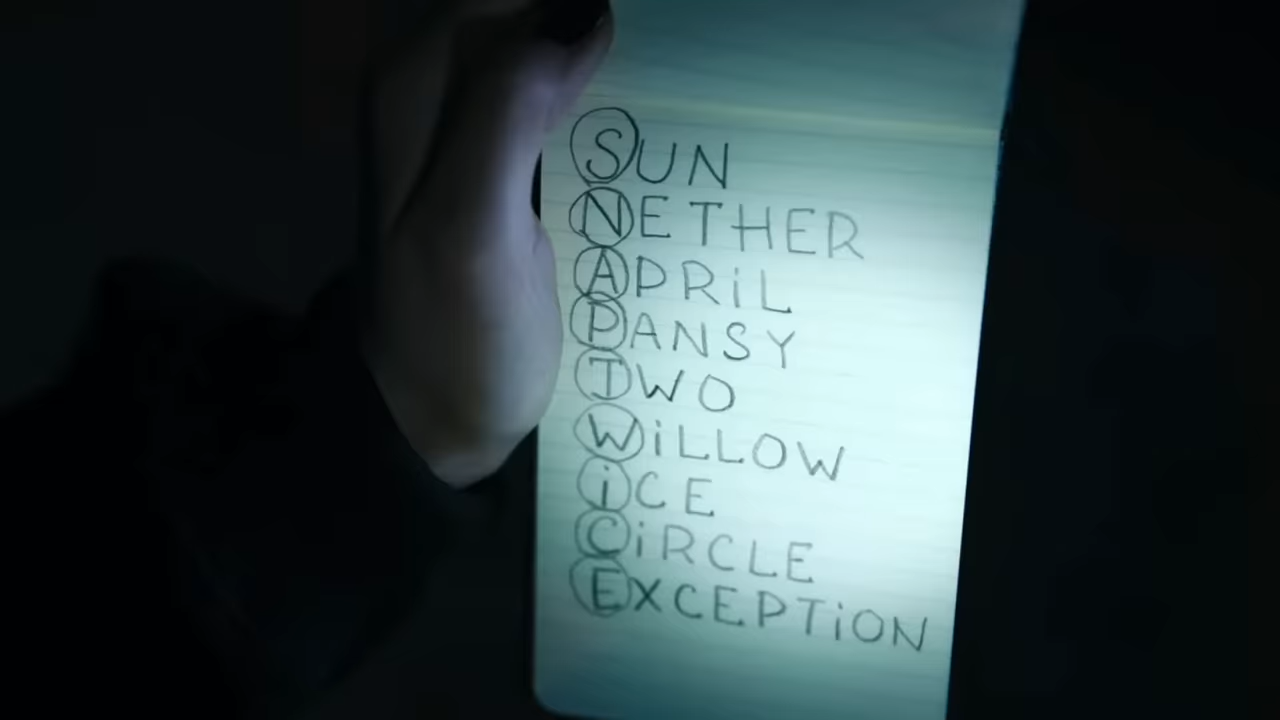 SUN
NETHER
APRiL
PANSY
TWO
WiLLOW
iCE
CiRCLE
EXCEPTiON